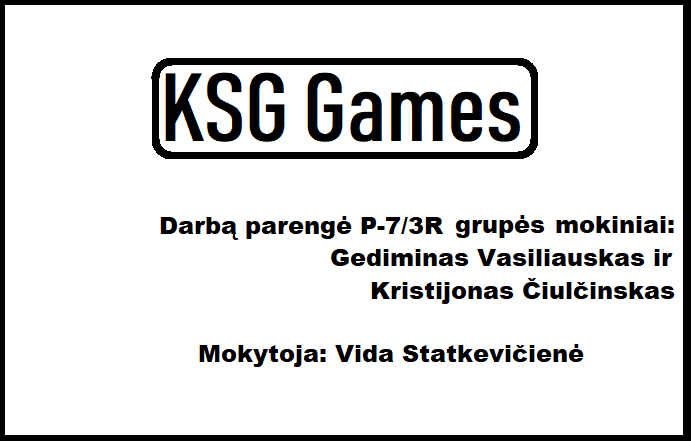 KSG Games
Darbą parengė P-7/3R grupės mokiniai:
Gediminas Vasiliauskas ir
Kristijonas Čiulčinskas
Mokytoja: Vida Statkevičienė